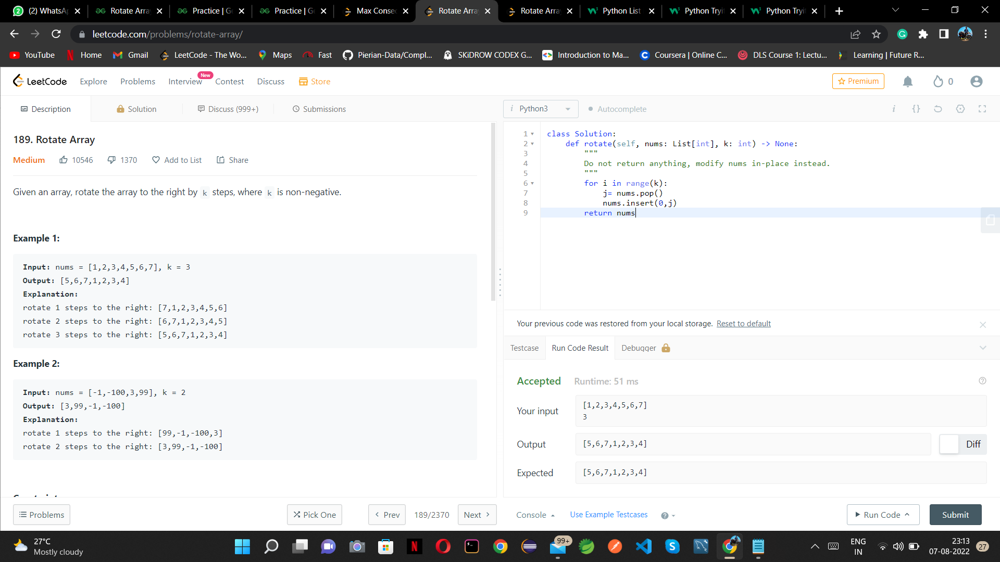 (2) WhatsA
Rotate Arra
Practice | G
Practice | G
Max Consec
Rotate Arra
Rotate Arra
Python List
Python Tryi
Python Tryi
leetcode.com/problems/rotate-array/
YouTube
Home
Gmail
LeetCode - The Wo...
Maps
Fast
Pierian-Data/Compl...
SKiDROW CODEX G...
Introduction to Ma...
Coursera | Online C...
DLS Course 1: Lectu...
Learning | Future R...
LeetCode
Explore
Problems
Interview
New
Contest
Discuss
Store
Premium
0
Description
Solution
Discuss (999+)
Submissions
i Python3
Autocomplete
i
{}
189. Rotate Array
Medium
10546
1370
Add to List
Share
Given an array, rotate the array to the right by k steps, where k is non-negative.
Example 1:
Input: nums = [1,2,3,4,5,6,7], k = 3
Output: [5,6,7,1,2,3,4]
Explanation:
rotate 1 steps to the right: [7,1,2,3,4,5,6]
rotate 2 steps to the right: [6,7,1,2,3,4,5]
rotate 3 steps to the right: [5,6,7,1,2,3,4]
Example 2:
Input: nums = [-1,-100,3,99], k = 2
Output: [3,99,-1,-100]
Explanation:
rotate 1 steps to the right: [99,-1,-100,3]
rotate 2 steps to the right: [3,99,-1,-100]
1 class Solution:
2 def rotate(self, nums: List[int], k: int) -> None:
3 """
4 Do not return anything, modify nums in-place instead.
5 """
6 for i in range(k):
7 j= nums.pop()
8 nums.insert(0,j)
9 return nums
Your previous code was restored from your local storage. Reset to default
Testcase
Run Code Result
Debugger
Accepted
Runtime: 51 ms
Your input
[1,2,3,4,5,6,7]
3
Output
[5,6,7,1,2,3,4]
Diff
Expected
[5,6,7,1,2,3,4]
Problems
Pick One
Prev
189/2370
Next
Console
Use Example Testcases
Run Code
Submit
27°C
Mostly cloudy
99+
ENG
IN
23:13
07-08-2022
27